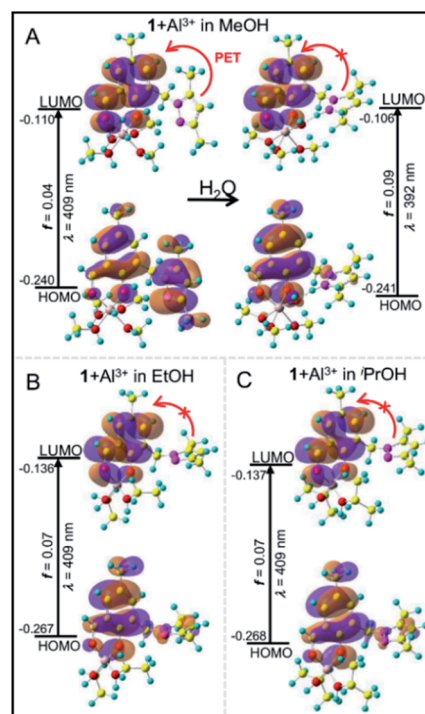 A
1+Al³⁺ in MeOH
PET
LUMO
-0.110
f = 0.04
λ = 409 nm
-0.240
HOMO
H₂O
LUMO
-0.106
f = 0.09
λ = 392 nm
-0.241
HOMO
B
1+Al³⁺ in EtOH
LUMO
-0.136
f = 0.07
λ = 409 nm
-0.267
HOMO
C
1+Al³⁺ in ⁱPrOH
LUMO
-0.137
f = 0.07
λ = 409 nm
-0.268
HOMO